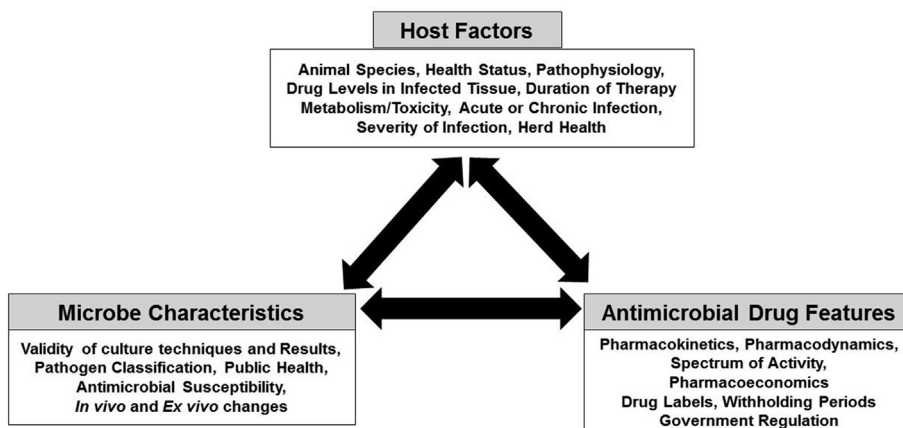 Host Factors
Animal Species, Health Status, Pathophysiology,
Drug Levels in Infected Tissue, Duration of Therapy
Metabolism/Toxicity, Acute or Chronic Infection,
Severity of Infection, Herd Health
Microbe Characteristics
Validity of culture techniques and Results,
Pathogen Classification, Public Health,
Antimicrobial Susceptibility,
In vivo and Ex vivo changes
Antimicrobial Drug Features
Pharmacokinetics, Pharmacodynamics,
Spectrum of Activity,
Pharmacoeconomics
Drug Labels, Withholding Periods
Government Regulation